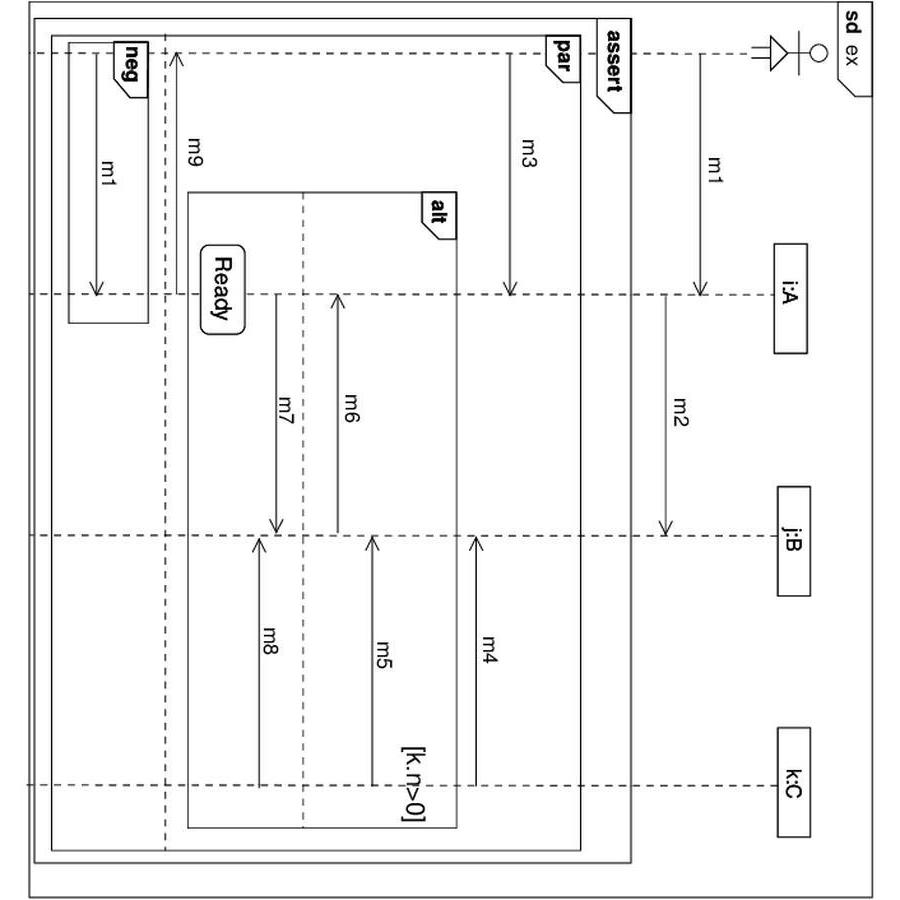 sd ex
i:A
j:B
k:C
m1
m2
assert
par
m3
m4
alt
[k.n>0]
m5
m6
m7
m8
Ready
m9
neg
m1